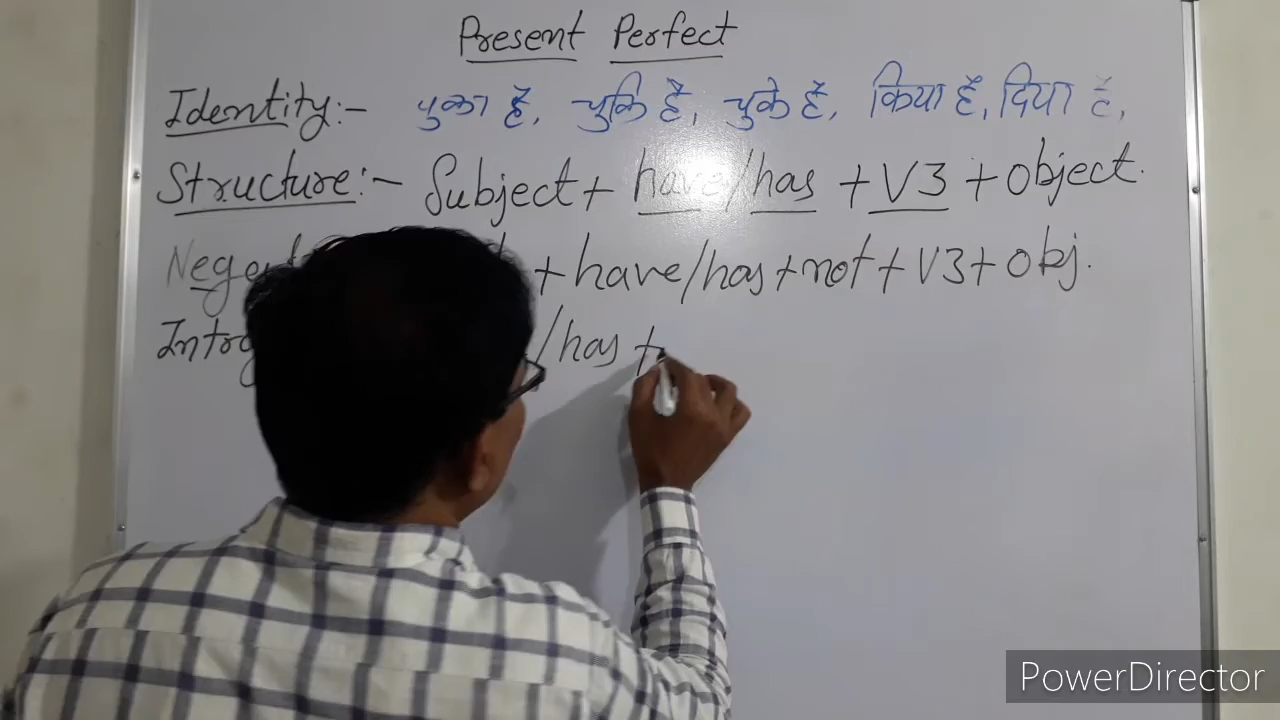 Present Perfect
Identity:- चुका है, चुकि है, चुके हैं, किया है, दिया है,
Structure:- Subject + have/has + V3 + Object.
+ have/has + not + V3 + Obj.
/has +
PowerDirector